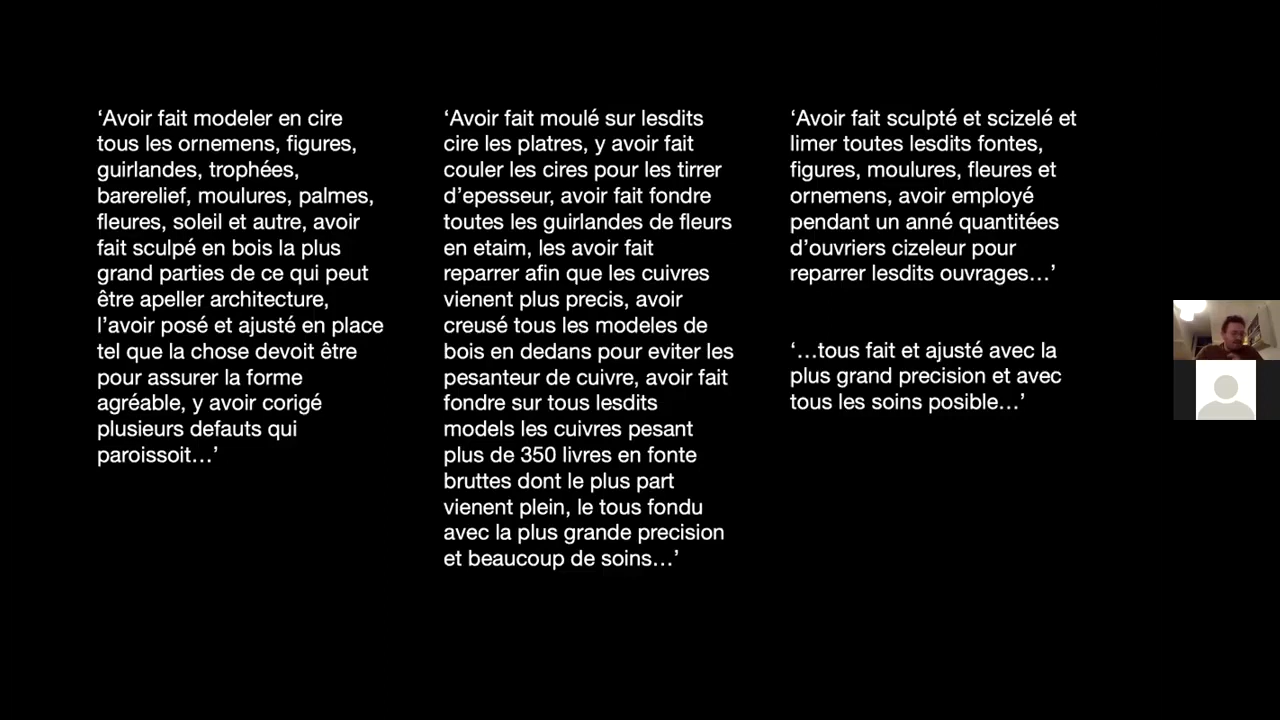 ‘Avoir fait modeler en cire
tous les ornemens, figures,
guirlandes, trophées,
barerelief, moulures, palmes,
fleures, soleil et autre, avoir
fait sculpé en bois la plus
grand parties de ce qui peut
être apeller architecture,
l’avoir posé et ajusté en place
tel que la chose devoit être
pour assurer la forme
agréable, y avoir corigé
plusieurs defauts qui
paroissoit…’
‘Avoir fait moulé sur lesdits
cire les platres, y avoir fait
couler les cires pour les tirrer
d’epesseur, avoir fait fondre
toutes les guirlandes de fleurs
en etaim, les avoir fait
reparrer afin que les cuivres
vienent plus precis, avoir
creusé tous les modeles de
bois en dedans pour eviter les
pesanteur de cuivre, avoir fait
fondre sur tous lesdits
models les cuivres pesant
plus de 350 livres en fonte
bruttes dont le plus part
vienent plein, le tous fondu
avec la plus grande precision
et beaucoup de soins…’
‘Avoir fait sculpté et scizelé et
limer toutes lesdits fontes,
figures, moulures, fleures et
ornemens, avoir employé
pendant un anné quantitées
d’ouvriers cizeleur pour
reparrer lesdits ouvrages…’
‘…tous fait et ajusté avec la
plus grand precision et avec
tous les soins posible…’